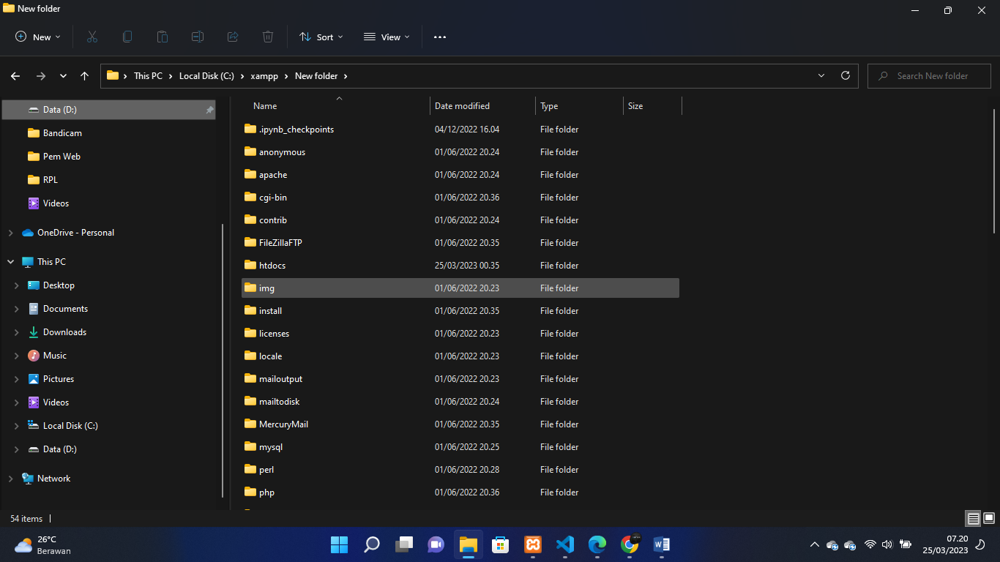 New folder
New
Sort
View
This PC
Local Disk (C:)
xampp
New folder
Search New folder
Data (D:)
Bandicam
Pem Web
RPL
Videos
OneDrive - Personal
This PC
Desktop
Documents
Downloads
Music
Pictures
Videos
Local Disk (C:)
Data (D:)
Network
Name Date modified Type Size
.ipynb_checkpoints 04/12/2022 16.04 File folder
anonymous 01/06/2022 20.24 File folder
apache 01/06/2022 20.24 File folder
cgi-bin 01/06/2022 20.36 File folder
contrib 01/06/2022 20.24 File folder
FileZillaFTP 01/06/2022 20.35 File folder
htdocs 25/03/2023 00.35 File folder
img 01/06/2022 20.23 File folder
install 01/06/2022 20.35 File folder
licenses 01/06/2022 20.23 File folder
locale 01/06/2022 20.23 File folder
mailoutput 01/06/2022 20.23 File folder
mailtodisk 01/06/2022 20.24 File folder
MercuryMail 01/06/2022 20.35 File folder
mysql 01/06/2022 20.25 File folder
perl 01/06/2022 20.28 File folder
php 01/06/2022 20.36 File folder
54 items
26°C
Berawan
07.20
25/03/2023